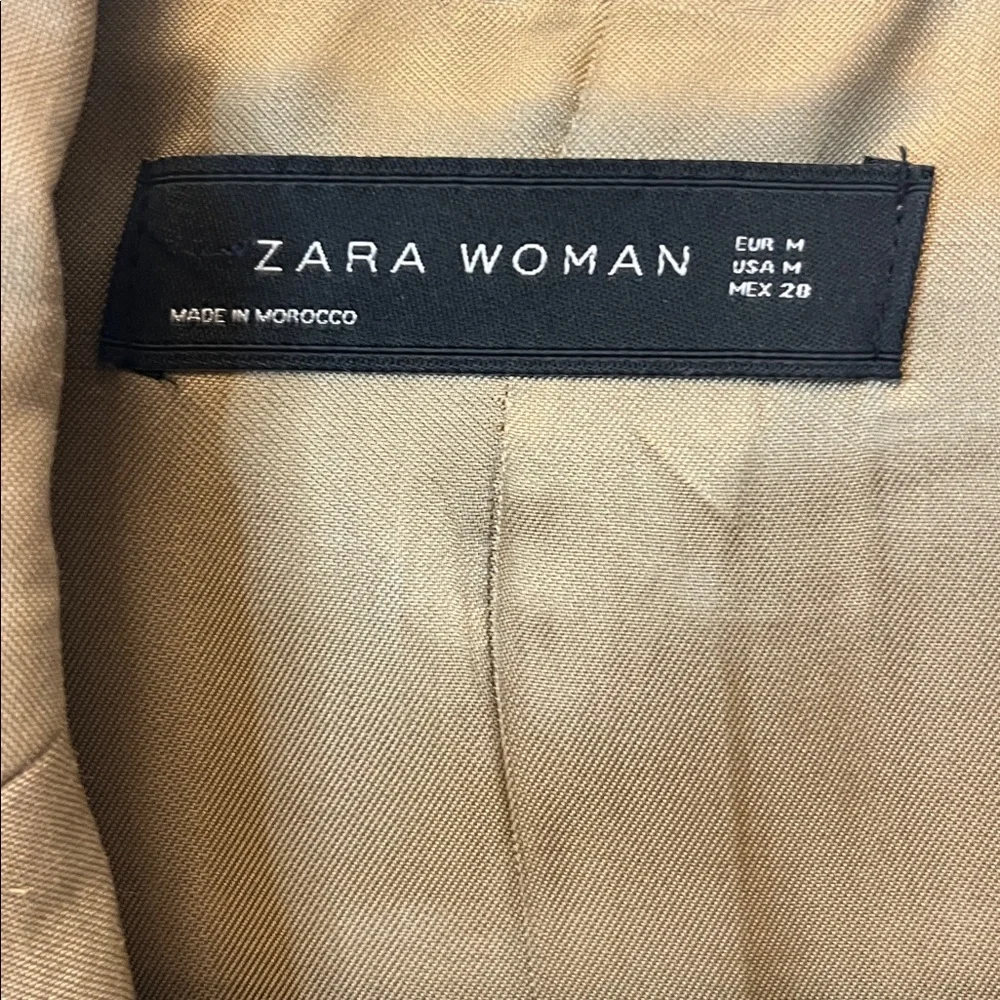 ZARA WOMAN
EUR M
USA M
MEX 28
MADE IN MOROCCO